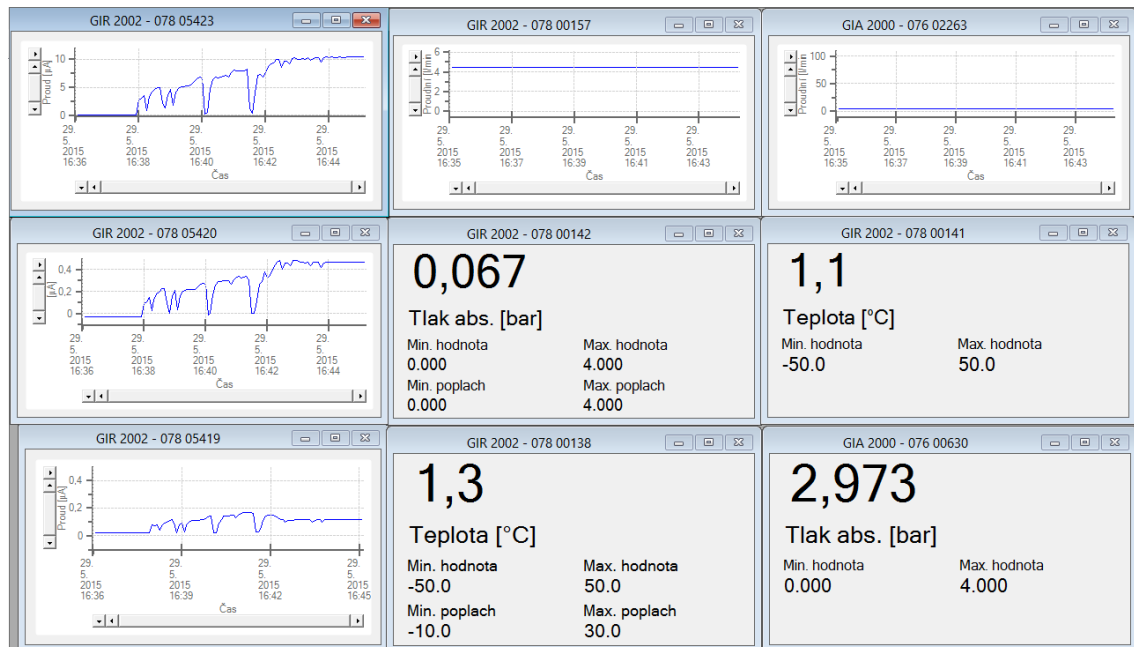 GIR 2002 - 078 05423
10
5
0
Proud [µA]
29. 5. 2015 16:36
29. 5. 2015 16:38
29. 5. 2015 16:40
29. 5. 2015 16:42
29. 5. 2015 16:44
Čas
GIR 2002 - 078 00157
6
4
2
0
Proudiní [l/min
29. 5. 2015 16:35
29. 5. 2015 16:37
29. 5. 2015 16:39
29. 5. 2015 16:41
29. 5. 2015 16:43
Čas
GIA 2000 - 076 02263
100
50
0
Proudiní [l/min
29. 5. 2015 16:35
29. 5. 2015 16:37
29. 5. 2015 16:39
29. 5. 2015 16:41
29. 5. 2015 16:43
Čas
GIR 2002 - 078 05420
0,4
0,2
0
[µA]
29. 5. 2015 16:36
29. 5. 2015 16:38
29. 5. 2015 16:40
29. 5. 2015 16:42
29. 5. 2015 16:44
Čas
GIR 2002 - 078 00142
0,067
Tlak abs. [bar]
Min. hodnota Max. hodnota
0.000 4.000
Min. poplach Max. poplach
0.000 4.000
GIR 2002 - 078 00141
1,1
Teplota [°C]
Min. hodnota Max. hodnota
-50.0 50.0
GIR 2002 - 078 05419
0,4
0,2
0
Proud [µA]
29. 5. 2015 16:36
29. 5. 2015 16:39
29. 5. 2015 16:42
29. 5. 2015 16:45
Čas
GIR 2002 - 078 00138
1,3
Teplota [°C]
Min. hodnota Max. hodnota
-50.0 50.0
Min. poplach Max. poplach
-10.0 30.0
GIA 2000 - 076 00630
2,973
Tlak abs. [bar]
Min. hodnota Max. hodnota
0.000 4.000